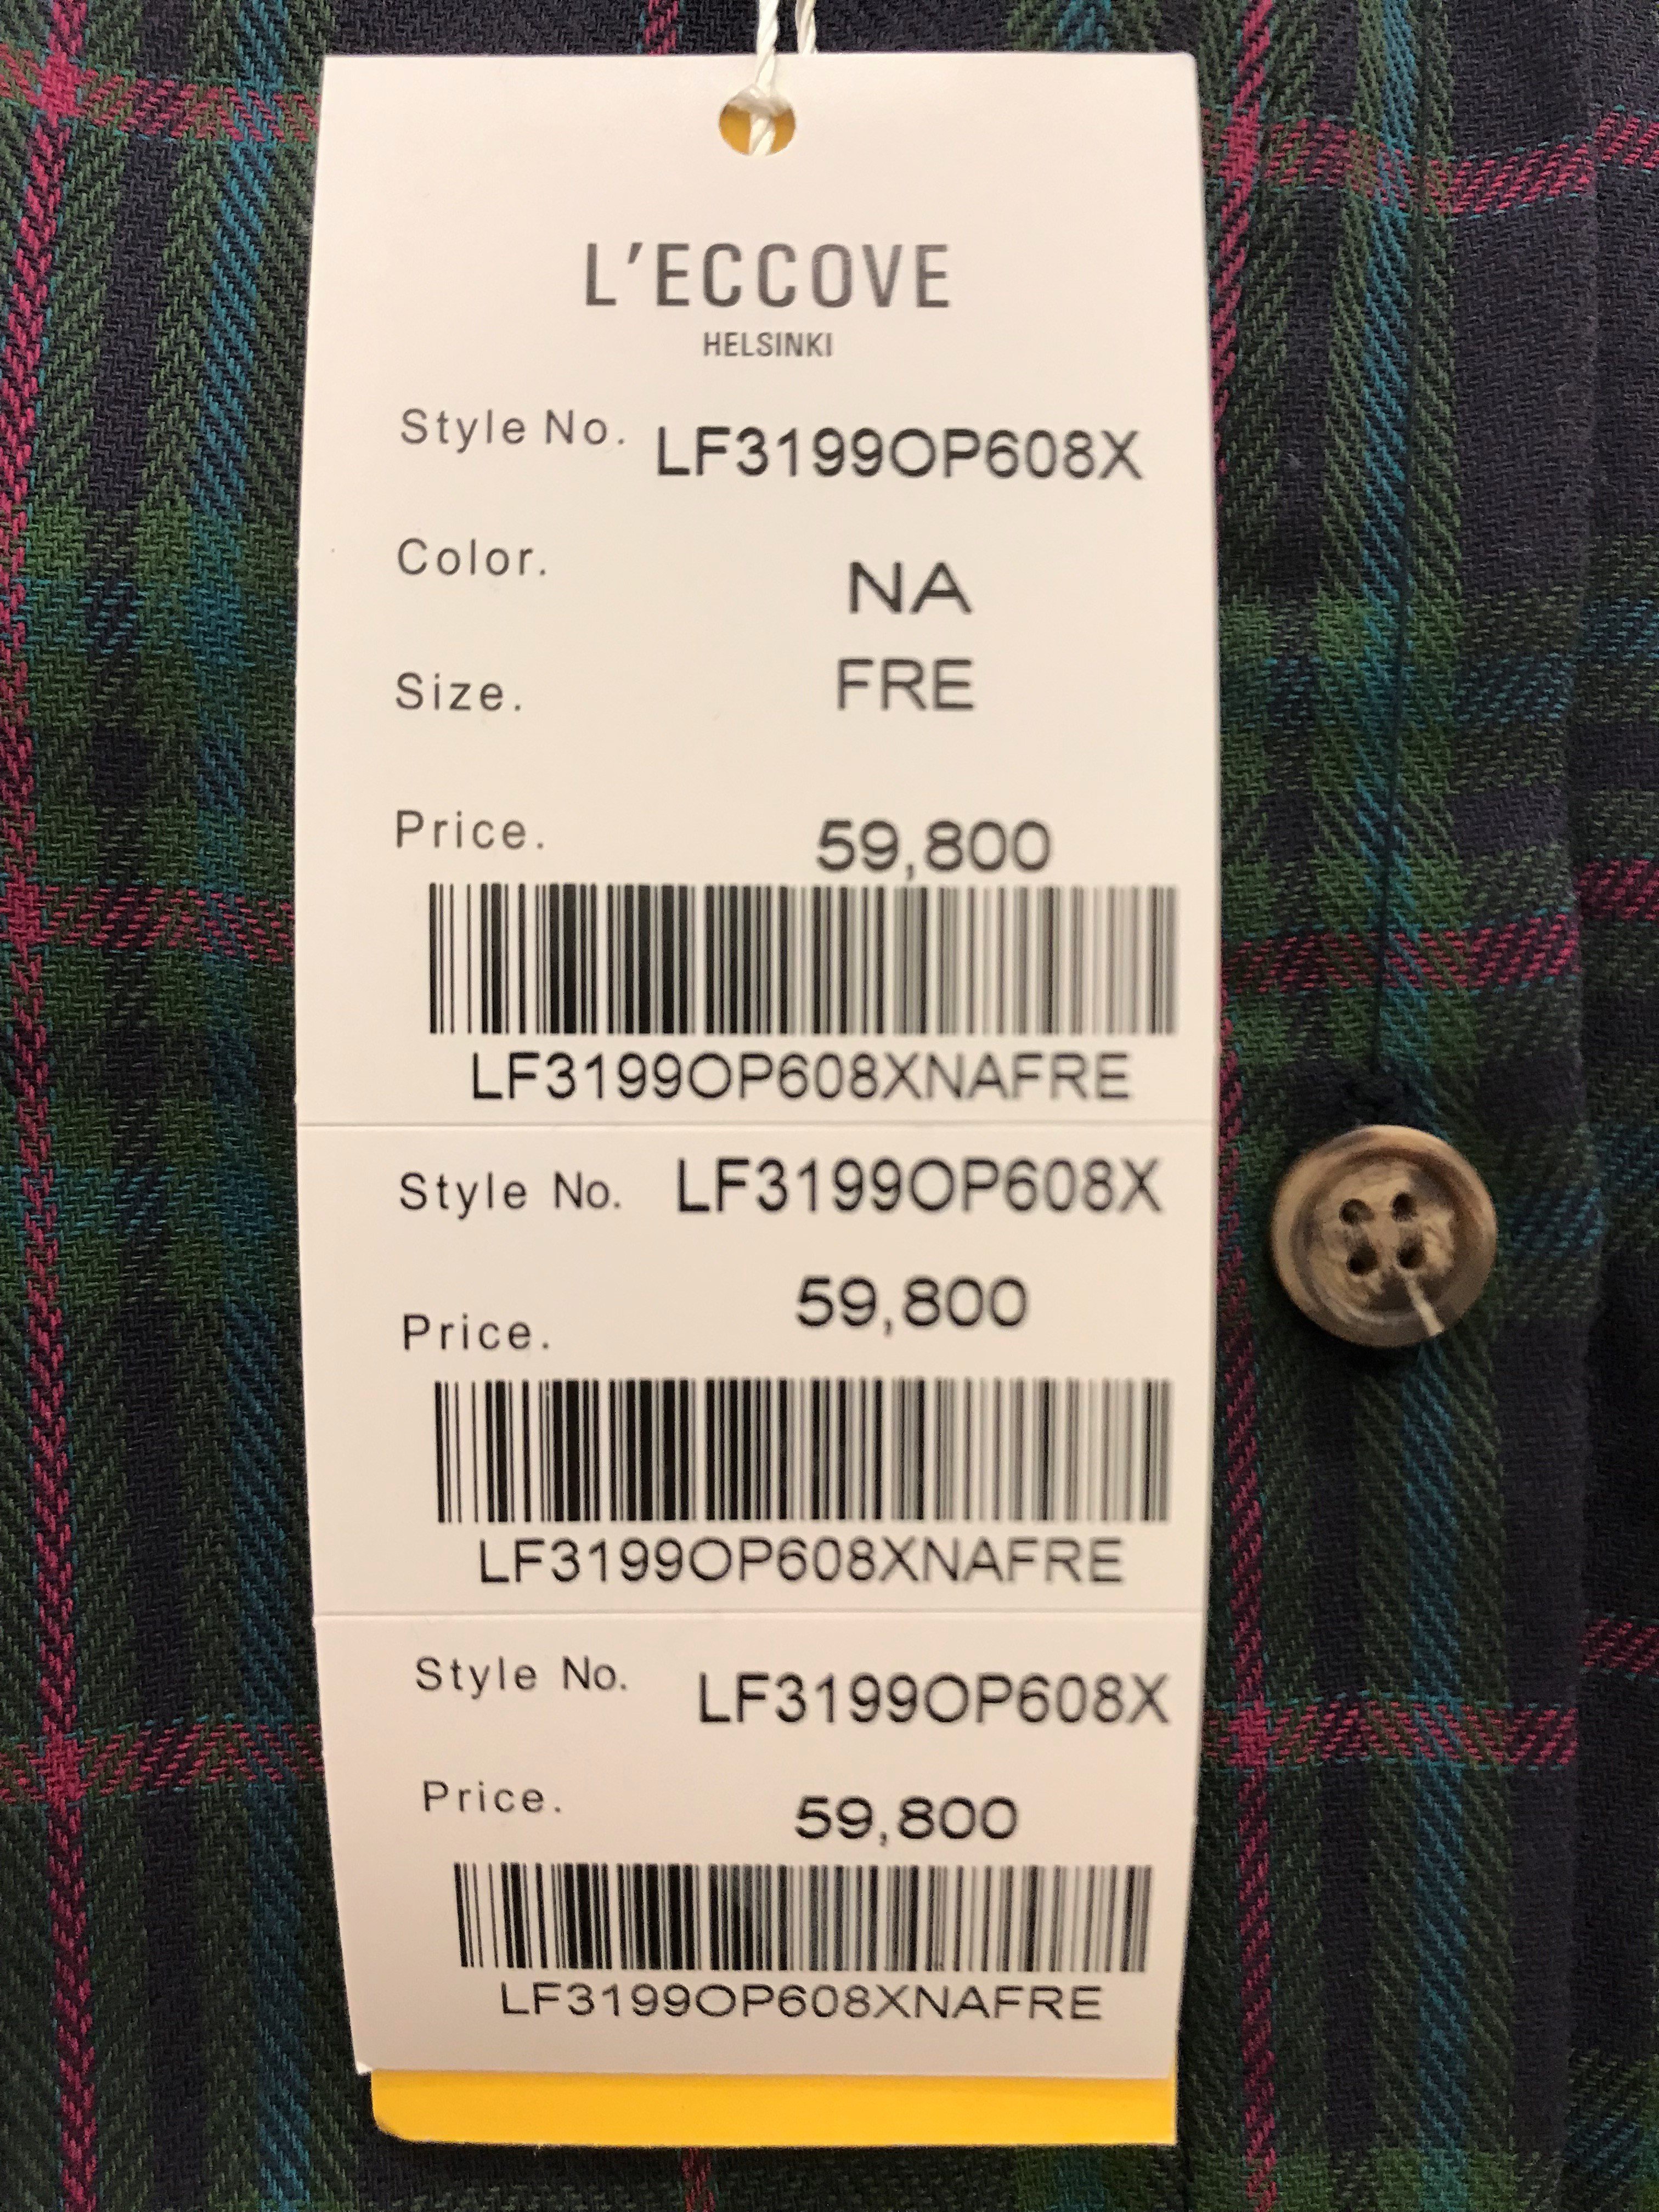 L'ECCOVE
HELSINKI
Style No. LF3199OP608X
Color. NA
Size. FRE
Price. 59,800
LF3199OP608XNAFRE
Style No. LF3199OP608X
Price. 59,800
LF3199OP608XNAFRE
Style No. LF3199OP608X
Price. 59,800
LF3199OP608XNAFRE